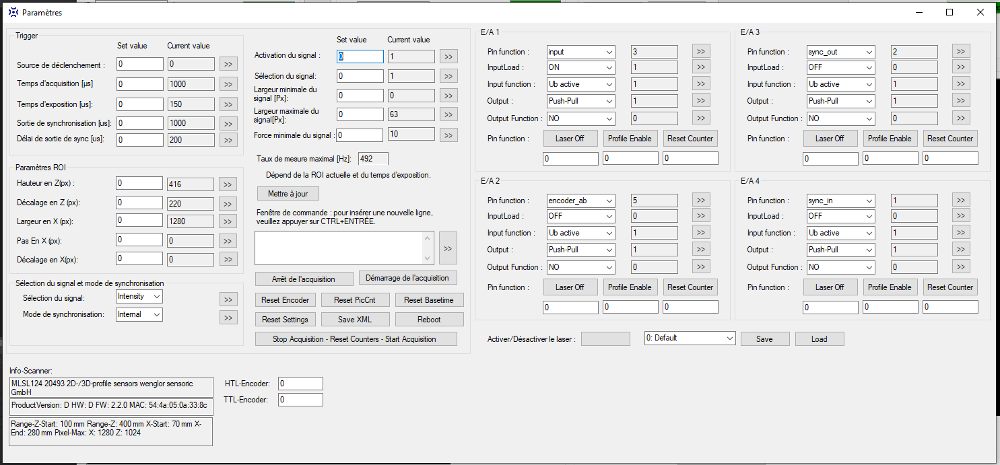 Paramètres
Trigger
Set value Current value
Source de déclenchement : 0 0 >>
Temps d'acquisition [µs] 0 1000 >>
Temps d'exposition [us]: 0 150 >>
Sortie de synchronisation [us]: 0 1000 >>
Délai de sortie de sync [us]: 0 200 >>
Paramètres ROI
Hauteur en Z(px) : 0 416 >>
Décalage en Z (px): 0 220 >>
Largeur en X (px): 0 1280 >>
Pas En X (px): 0 0 >>
Décalage en X(px): 0 0 >>
Sélection du signal et mode de synchronisation
Sélection du signal: Intensity >>
Mode de synchronisation: Internal >>
Set value Current value
Activation du signal : 0 1 >>
Sélection du signal: 0 1 >>
Largeur minimale du
signal [Px]: 0 0 >>
Largeur maximale du
signal[Px]: 0 63 >>
Force minimale du signal : 0 10 >>
Taux de mesure maximal [Hz]: 492
Dépend de la ROI actuelle et du temps d'exposition.
Mettre à jour
Fenêtre de commande : pour insérer une nouvelle ligne,
veuillez appuyer sur CTRL+ENTRÉE.
>>
Arrêt de l'acquisition Démarrage de l'acquisition
Reset Encoder Reset PicCnt Reset Basetime
Reset Settings Save XML Reboot
Stop Acquisition - Reset Counters - Start Acquisition
E/A 1
Pin function : input 3 >>
InputLoad : ON 1 >>
Input function : Ub active 1 >>
Output : Push-Pull 1 >>
Output Function : NO 0 >>
Pin function : Laser Off Profile Enable Reset Counter
0 0 0
E/A 2
Pin function : encoder_ab 5 >>
InputLoad : OFF 0 >>
Input function : Ub active 1 >>
Output : Push-Pull 1 >>
Output Function : NO 0 >>
Pin function : Laser Off Profile Enable Reset Counter
0 0 0
E/A 3
Pin function : sync_out 2 >>
InputLoad : OFF 0 >>
Input function : Ub active 1 >>
Output : Push-Pull 1 >>
Output Function : NO 0 >>
Pin function : Laser Off Profile Enable Reset Counter
0 0 0
E/A 4
Pin function : sync_in 1 >>
InputLoad : OFF 0 >>
Input function : Ub active 1 >>
Output : Push-Pull 1 >>
Output Function : NO 0 >>
Pin function : Laser Off Profile Enable Reset Counter
0 0 0
Activer/Désactiver le laser : 0: Default Save Load
Info-Scanner:
MLSL124 20493 2D-/3D-profile sensors wenglor sensoric
GmbH
ProductVersion: D HW: D FW: 2.2.0 MAC: 54:4a:05:0a:33:8c
Range-Z-Start: 100 mm Range-Z: 400 mm X-Start: 70 mm X-
End: 280 mm Pixel-Max: X: 1280 Z: 1024
HTL-Encoder: 0
TTL-Encoder: 0